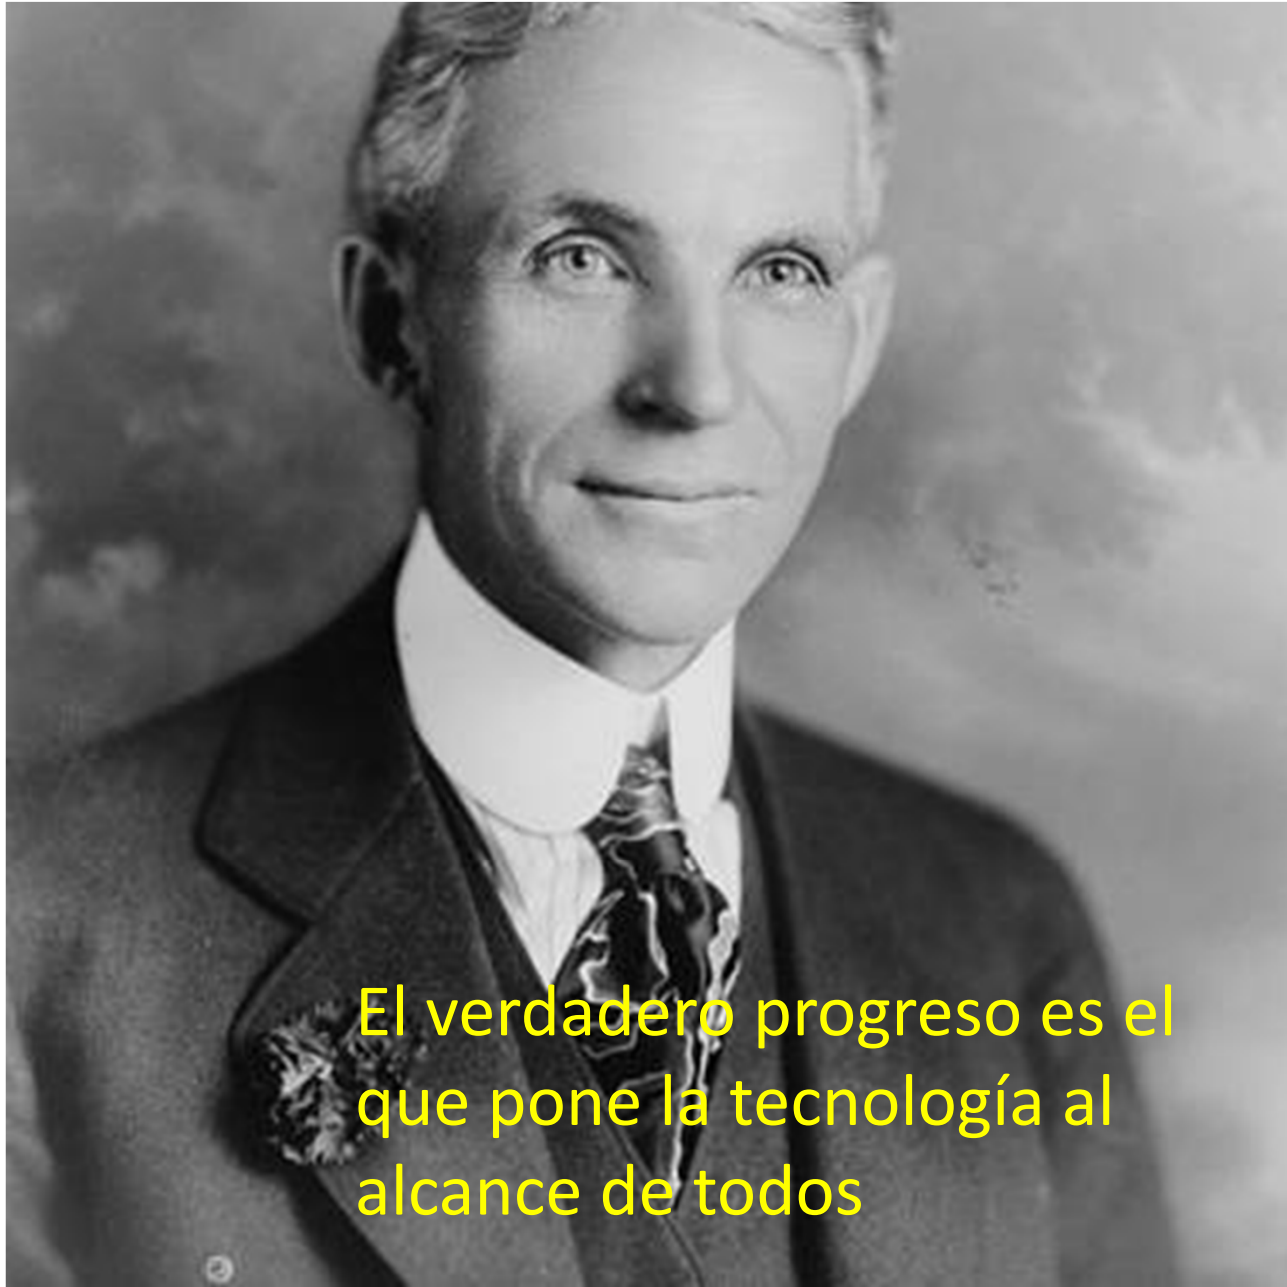 El verdadero progreso es el
que pone la tecnología al
alcance de todos